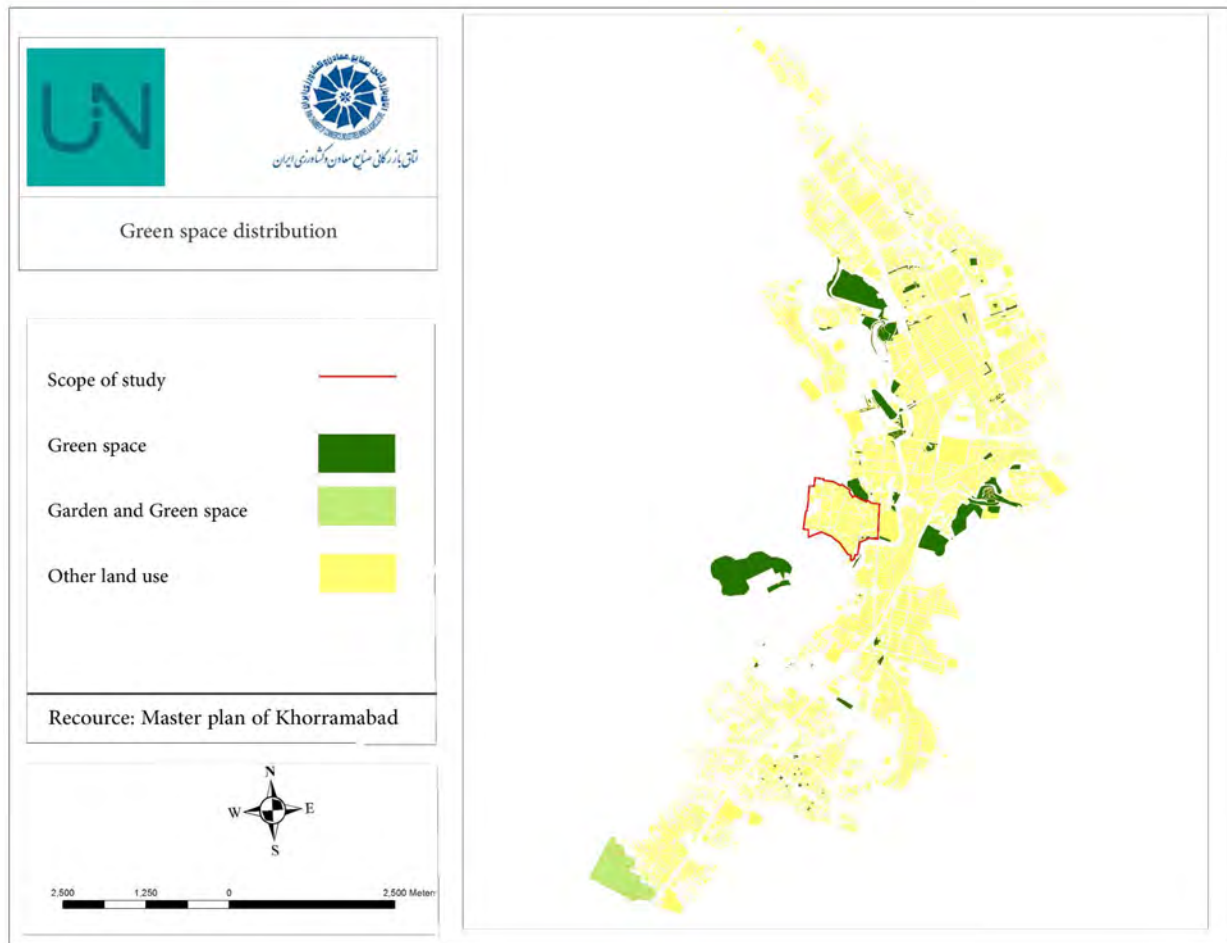 UN
اتاق بازرگانی صنایع معادن و کشاورزی ایران
Green space distribution
Scope of study
Green space
Garden and Green space
Other land use
Recource: Master plan of Khorramabad
N
W E
S
2,500 1,250 0 2,500 Meters